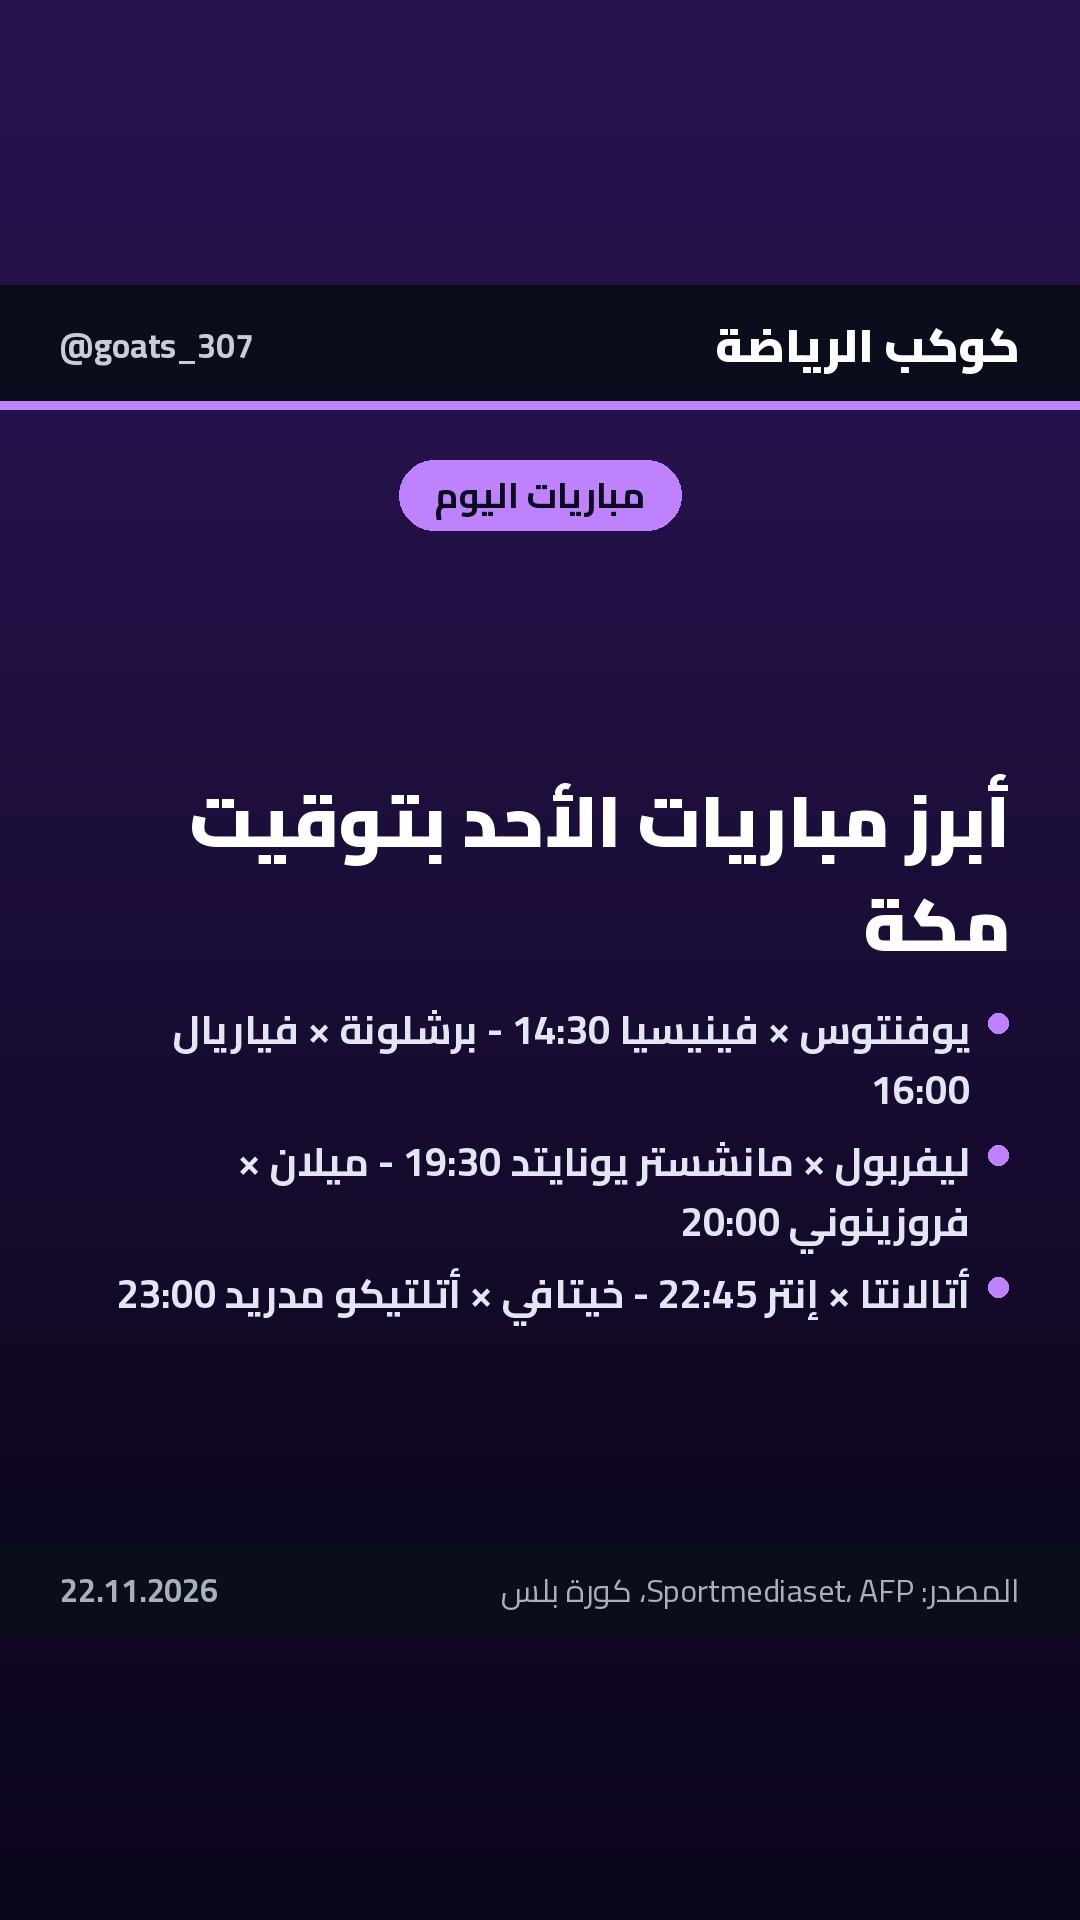 كوكب الرياضة
@goats_307
مباريات اليوم
أبرز مباريات الأحد بتوقيت
مكة
يوفنتوس × فينيسيا 14:30 - برشلونة × فياريال
16:00
ليفربول × مانشستر يونايتد 19:30 - ميلان ×
فروزينوني 20:00
أتالانتا × إنتر 22:45 - خيتافي × أتلتيكو مدريد 23:00
المصدر: Sportmediaset، AFP، كورة بلس
22.11.2026